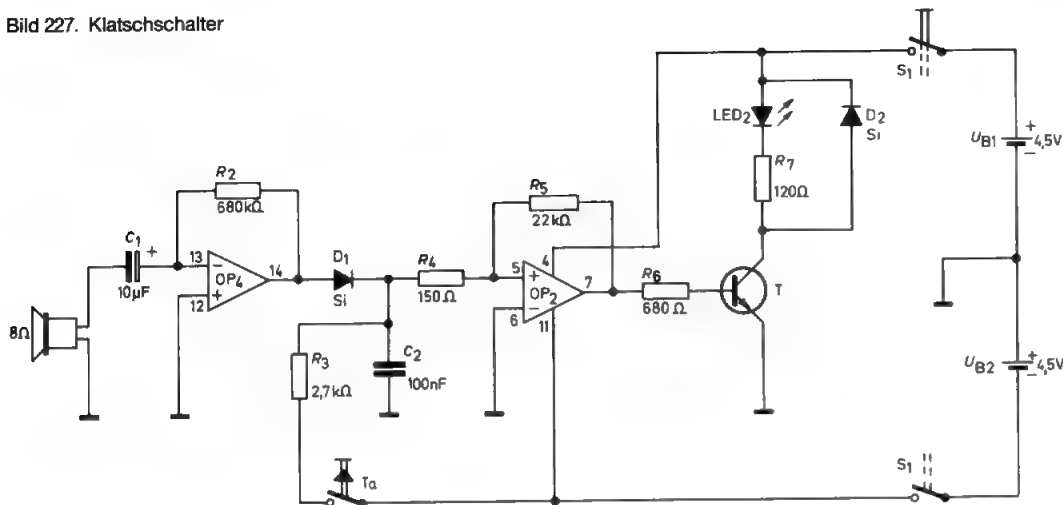 Bild 227. Klatschschalter
S1
LED2
D2
Si
UB1
+
4,5V
−
R7
120Ω
R2
680kΩ
R5
22kΩ
C1
+
10µF
13
−
OP4
14
+
12
D1
Si
R4
150Ω
4
5
+
OP2
7
−
6
11
R6
680Ω
T
8Ω
R3
2,7kΩ
C2
100nF
UB2
+
4,5V
−
Ta
S1